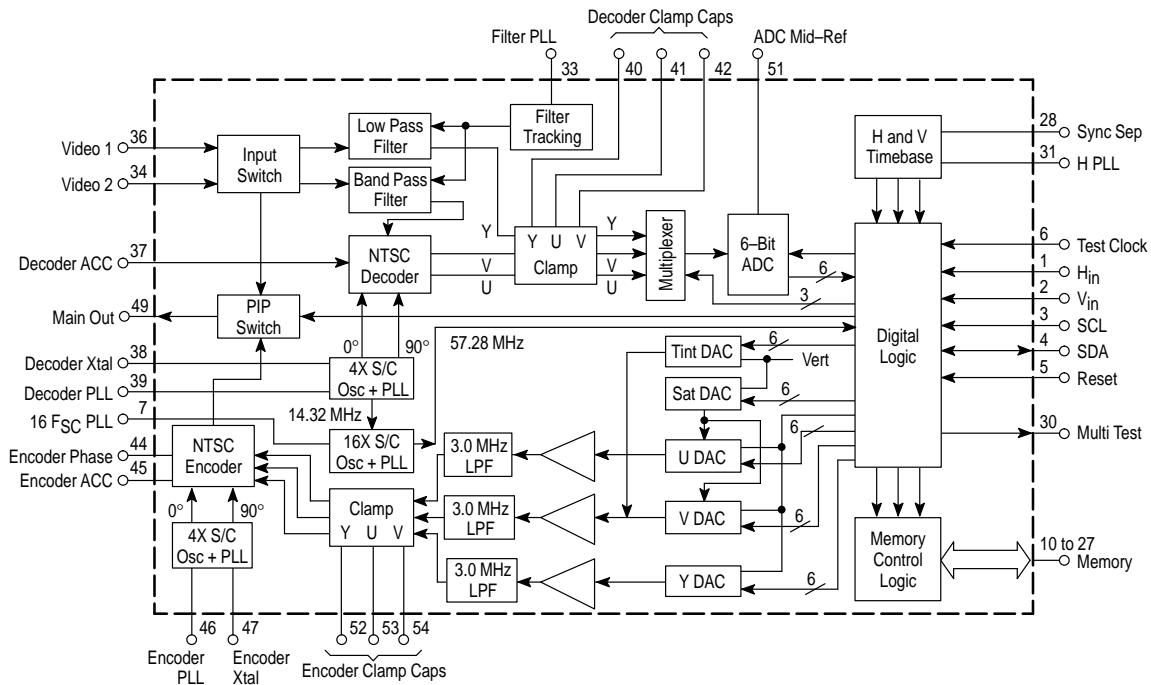 Decoder Clamp Caps
Filter PLL
ADC Mid–Ref
33
40
41
42
51
Video 1
36
Video 2
34
Input
Switch
Low Pass
Filter
Band Pass
Filter
Filter
Tracking
H and V
Timebase
28
Sync Sep
31
H PLL
Decoder ACC
37
NTSC
Decoder
Y
V
U
Y U V
Clamp
Y
V
U
Multiplexer
6–Bit
ADC
6
3
Digital
Logic
6
Test Clock
1
Hin
2
Vin
3
SCL
4
SDA
5
Reset
30
Multi Test
Main Out
49
PIP
Switch
Decoder Xtal
38
Decoder PLL
39
0°
90°
57.28 MHz
4X S/C
Osc + PLL
14.32 MHz
16 FSC PLL
7
16X S/C
Osc + PLL
Tint DAC
6
Vert
Sat DAC
6
6
U DAC
V DAC
6
Y DAC
6
3.0 MHz
LPF
3.0 MHz
LPF
3.0 MHz
LPF
Encoder Phase
44
Encoder ACC
45
NTSC
Encoder
0°
90°
4X S/C
Osc + PLL
Clamp
Y U V
Memory
Control
Logic
10 to 27
Memory
46
47
52
53
54
Encoder
PLL
Encoder
Xtal
Encoder Clamp Caps